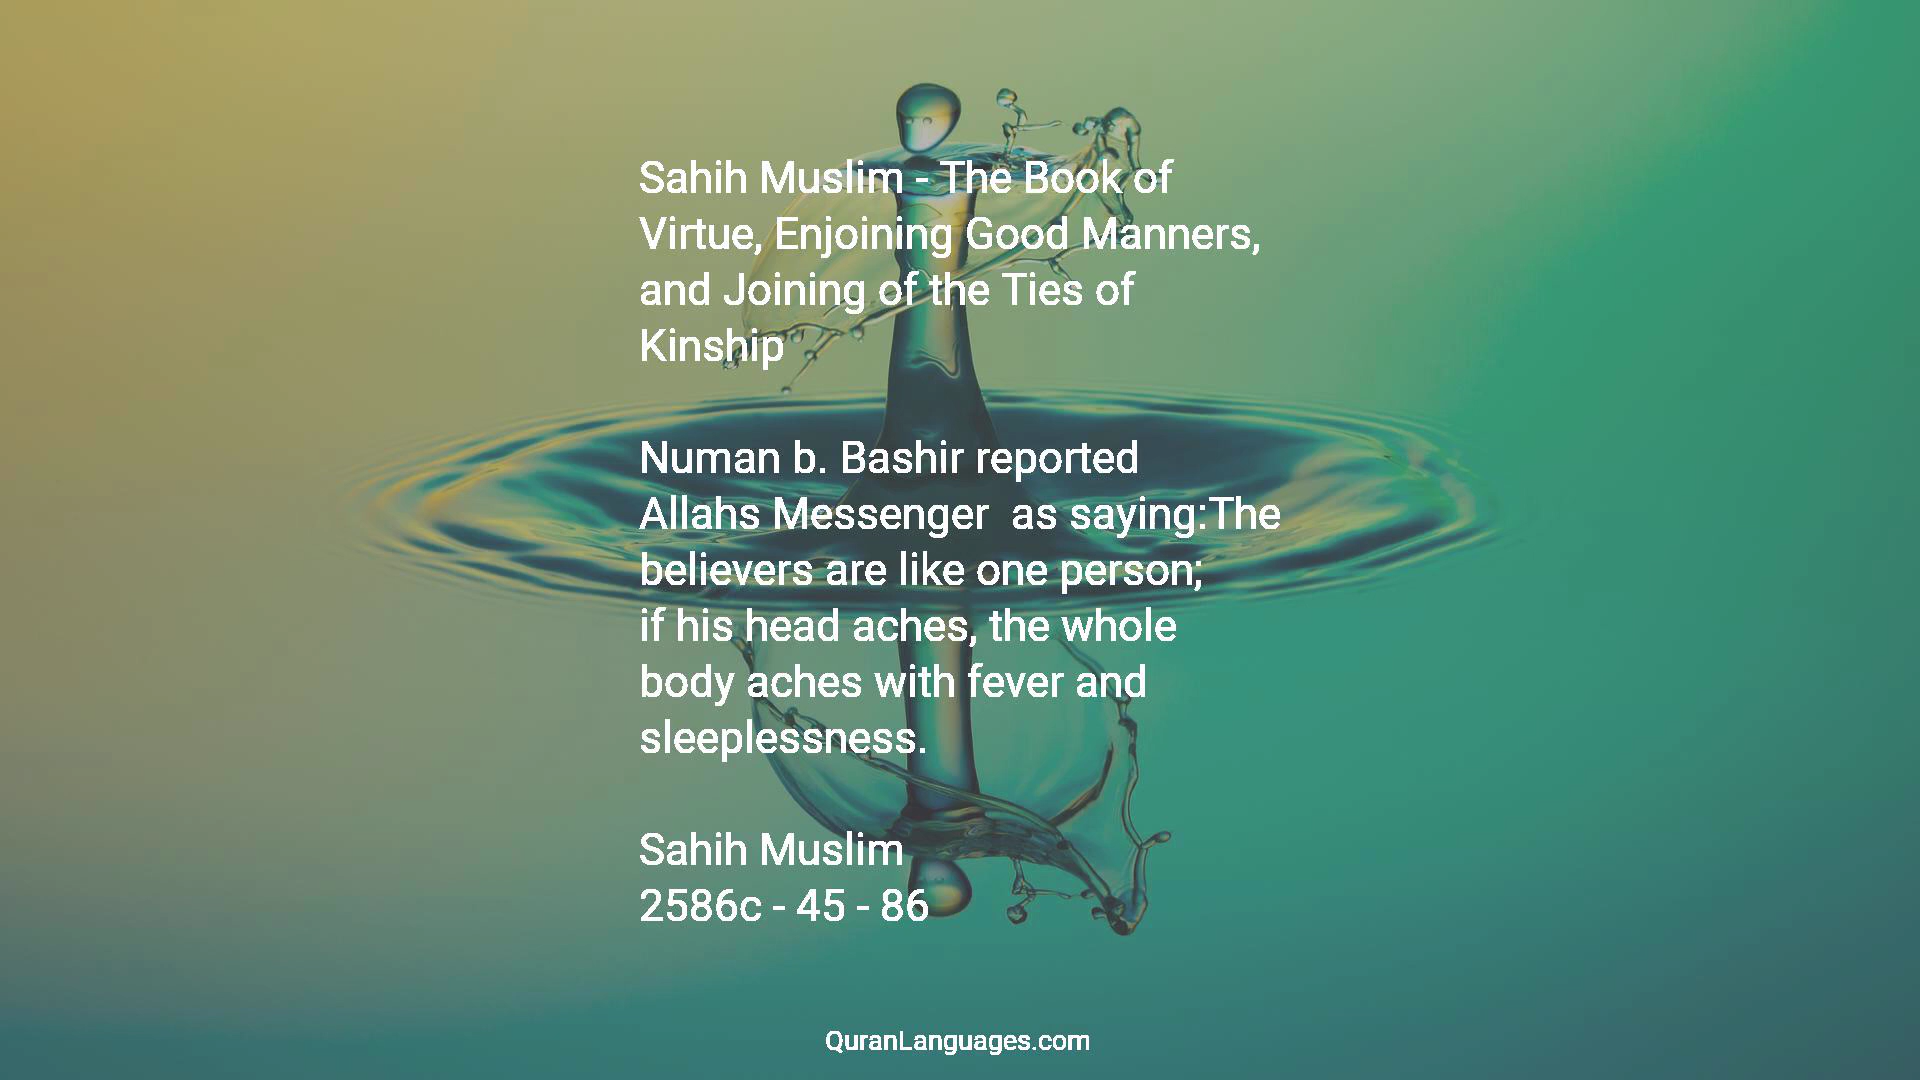 Sahih Muslim - The Book of
Virtue, Enjoining Good Manners,
and Joining of the Ties of
Kinship
Numan b. Bashir reported
Allahs Messenger  as saying:The
believers are like one person;
if his head aches, the whole
body aches with fever and
sleeplessness.
Sahih Muslim
2586c - 45 - 86
QuranLanguages.com